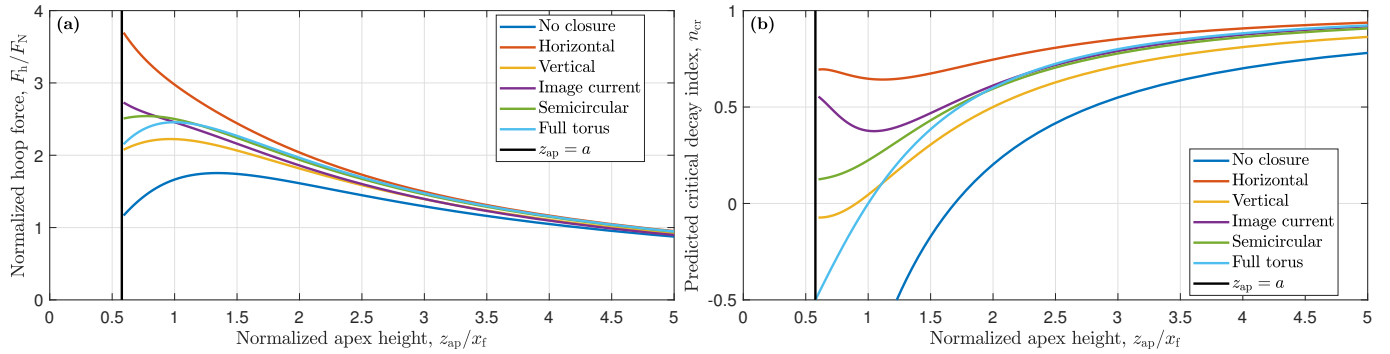 (a)
Normalized hoop force, F_h/F_N
4
3
2
1
0
No closure
Horizontal
Vertical
Image current
Semicircular
Full torus
z_ap = a
0 0.5 1 1.5 2 2.5 3 3.5 4 4.5 5
Normalized apex height, z_ap/x_f
(b)
Predicted critical decay index, n_cr
1
0.5
0
-0.5
No closure
Horizontal
Vertical
Image current
Semicircular
Full torus
z_ap = a
0 0.5 1 1.5 2 2.5 3 3.5 4 4.5 5
Normalized apex height, z_ap/x_f